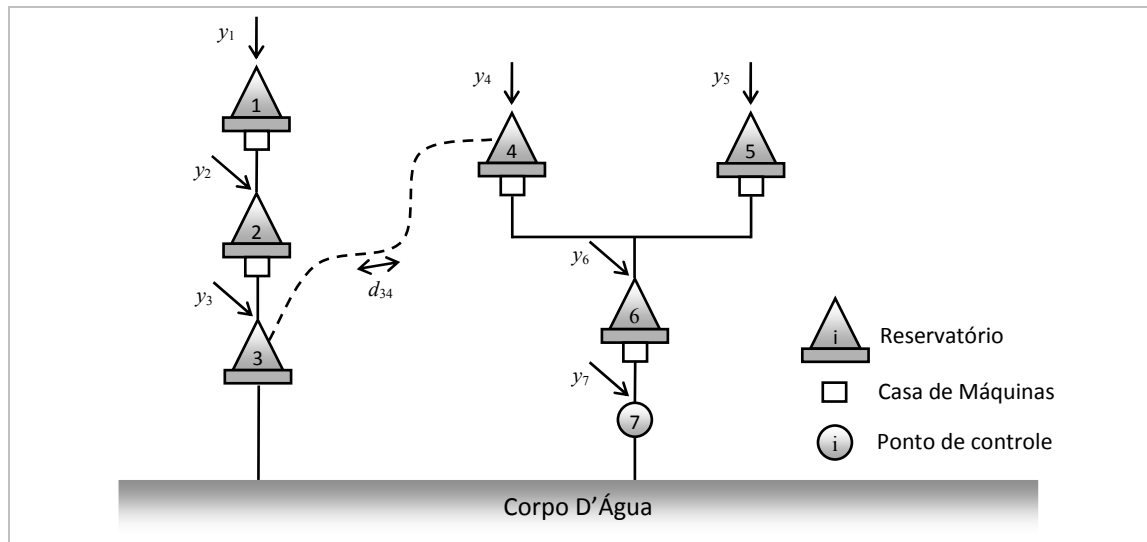 y1
y4
y5
1
4
5
y2
2
y6
d34
y3
6
3
i
Reservatório
y7
Casa de Máquinas
7
i
Ponto de controle
Corpo D'Água